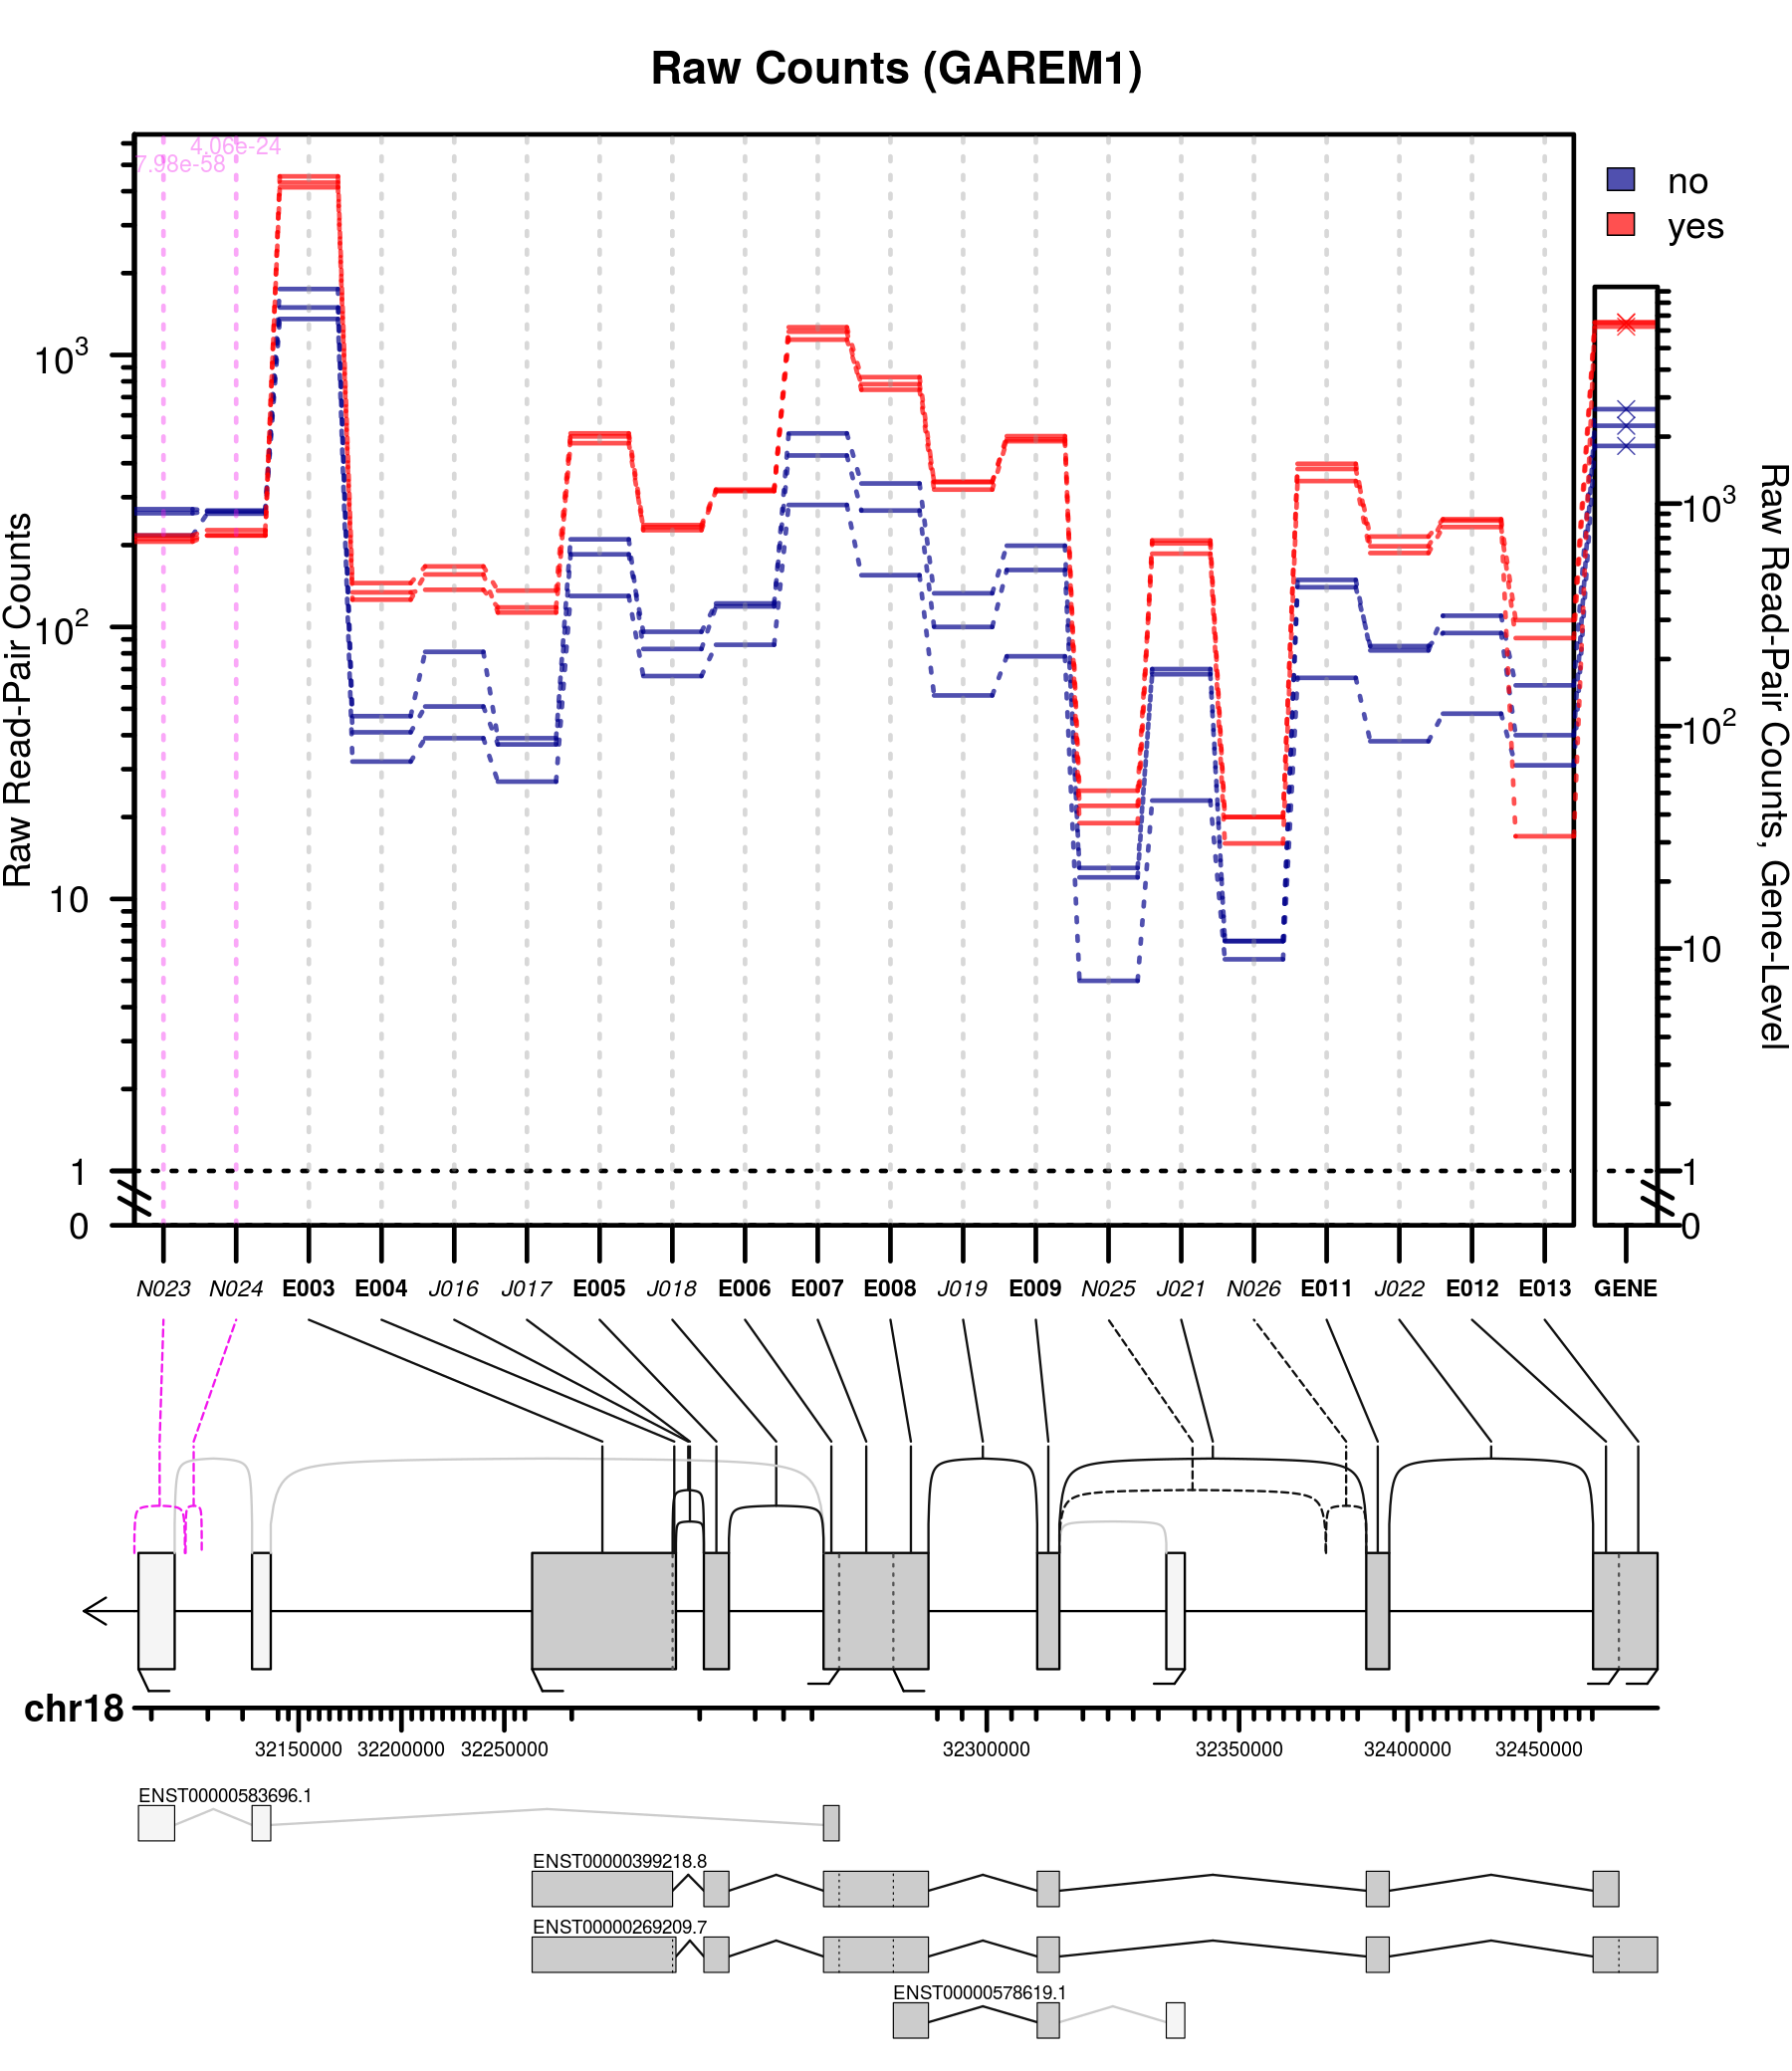 Raw Counts (GAREM1)
4.06e-24
7.98e-58
no
yes
Raw Read-Pair Counts
10^3
10^2
10
1
0
Raw Read-Pair Counts, Gene-Level
10^3
10^2
10
1
0
N023 N024 E003 E004 J016 J017 E005 J018 E006 E007 E008 J019 E009 N025 J021 N026 E011 J022 E012 E013 GENE
chr18
32150000 32200000 32250000 32300000 32350000 32400000 32450000
ENST00000583696.1
ENST00000399218.8
ENST00000269209.7
ENST00000578619.1